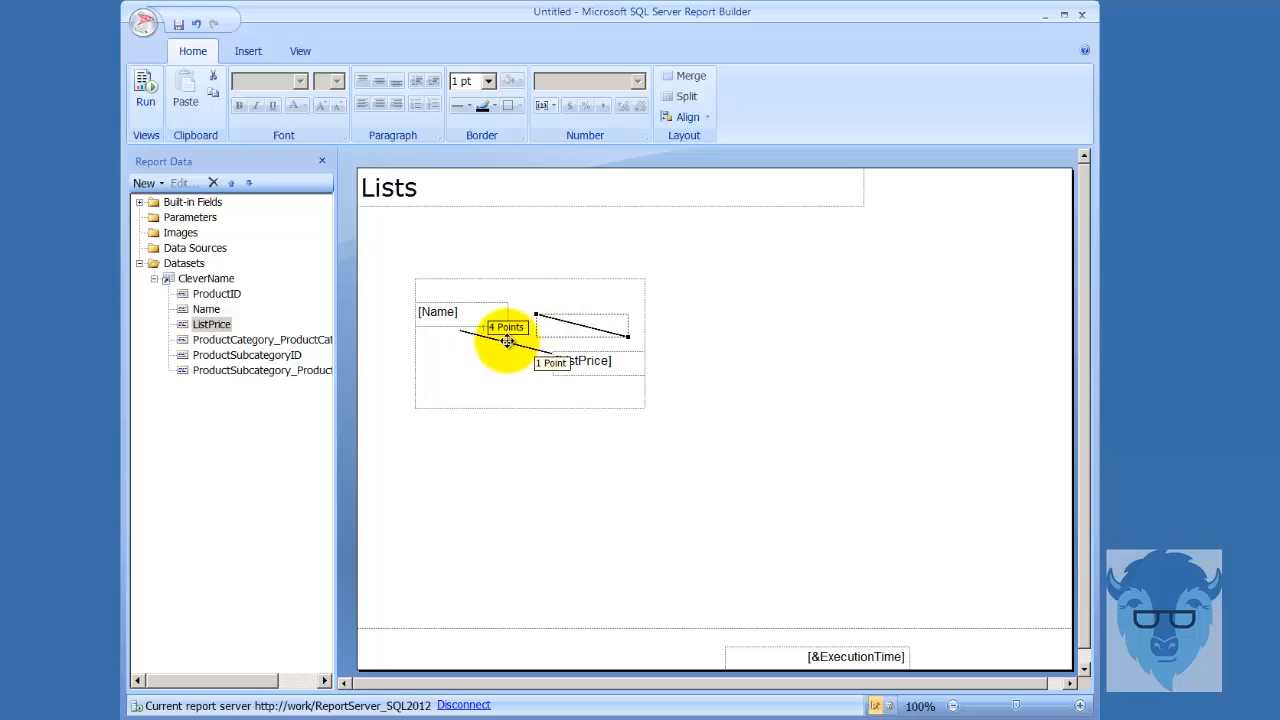 Untitled - Microsoft SQL Server Report Builder
Home Insert View
1 pt
Merge
Split
Align
Run Paste
B I U
Views Clipboard Font Paragraph Border Number Layout
Report Data
New Edit...
Built-in Fields
Parameters
Images
Data Sources
Datasets
CleverName
ProductID
Name
ListPrice
ProductCategory_ProductCat
ProductSubcategoryID
ProductSubcategory_Product
Lists
[Name]
4 Points
1 Point
stPrice]
[&ExecutionTime]
Current report server http://work/ReportServer_SQL2012 Disconnect
100%